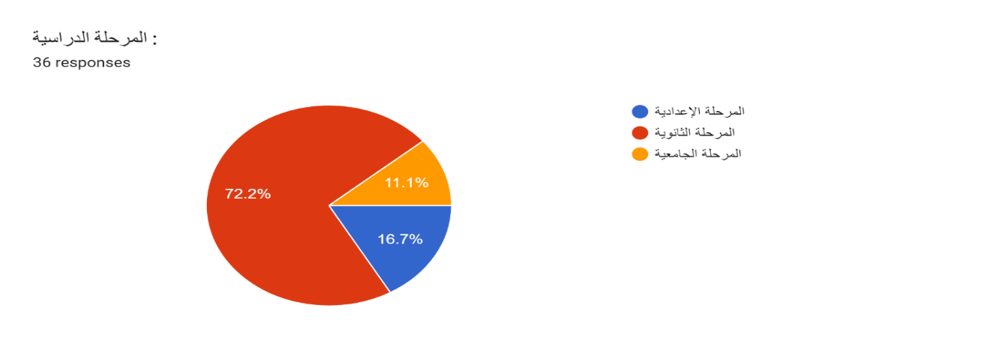 المرحلة الدراسية :
36 responses
المرحلة الإعدادية
المرحلة الثانوية
المرحلة الجامعية
72.2%
11.1%
16.7%